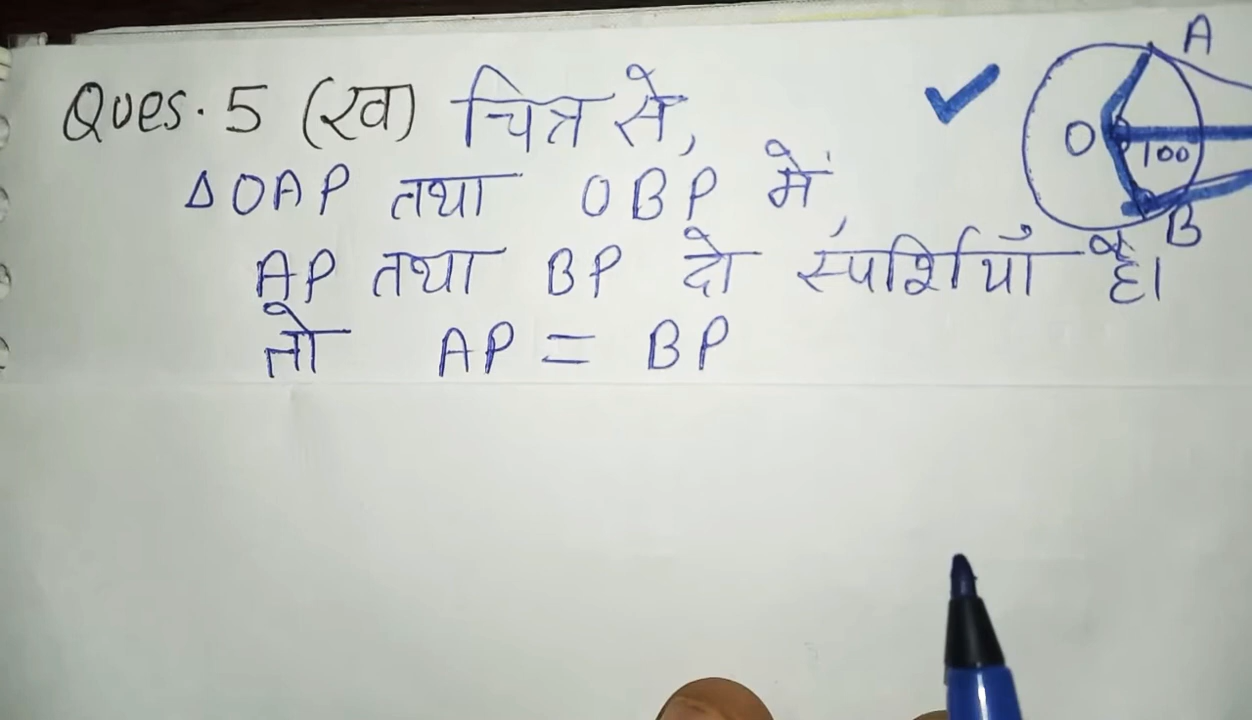 Ques. 5 (ख) चित्र से,
Δ OAP तथा OBP में,
AP तथा BP दो स्पर्शियाँ है।
तो AP = BP
A
O
100
B